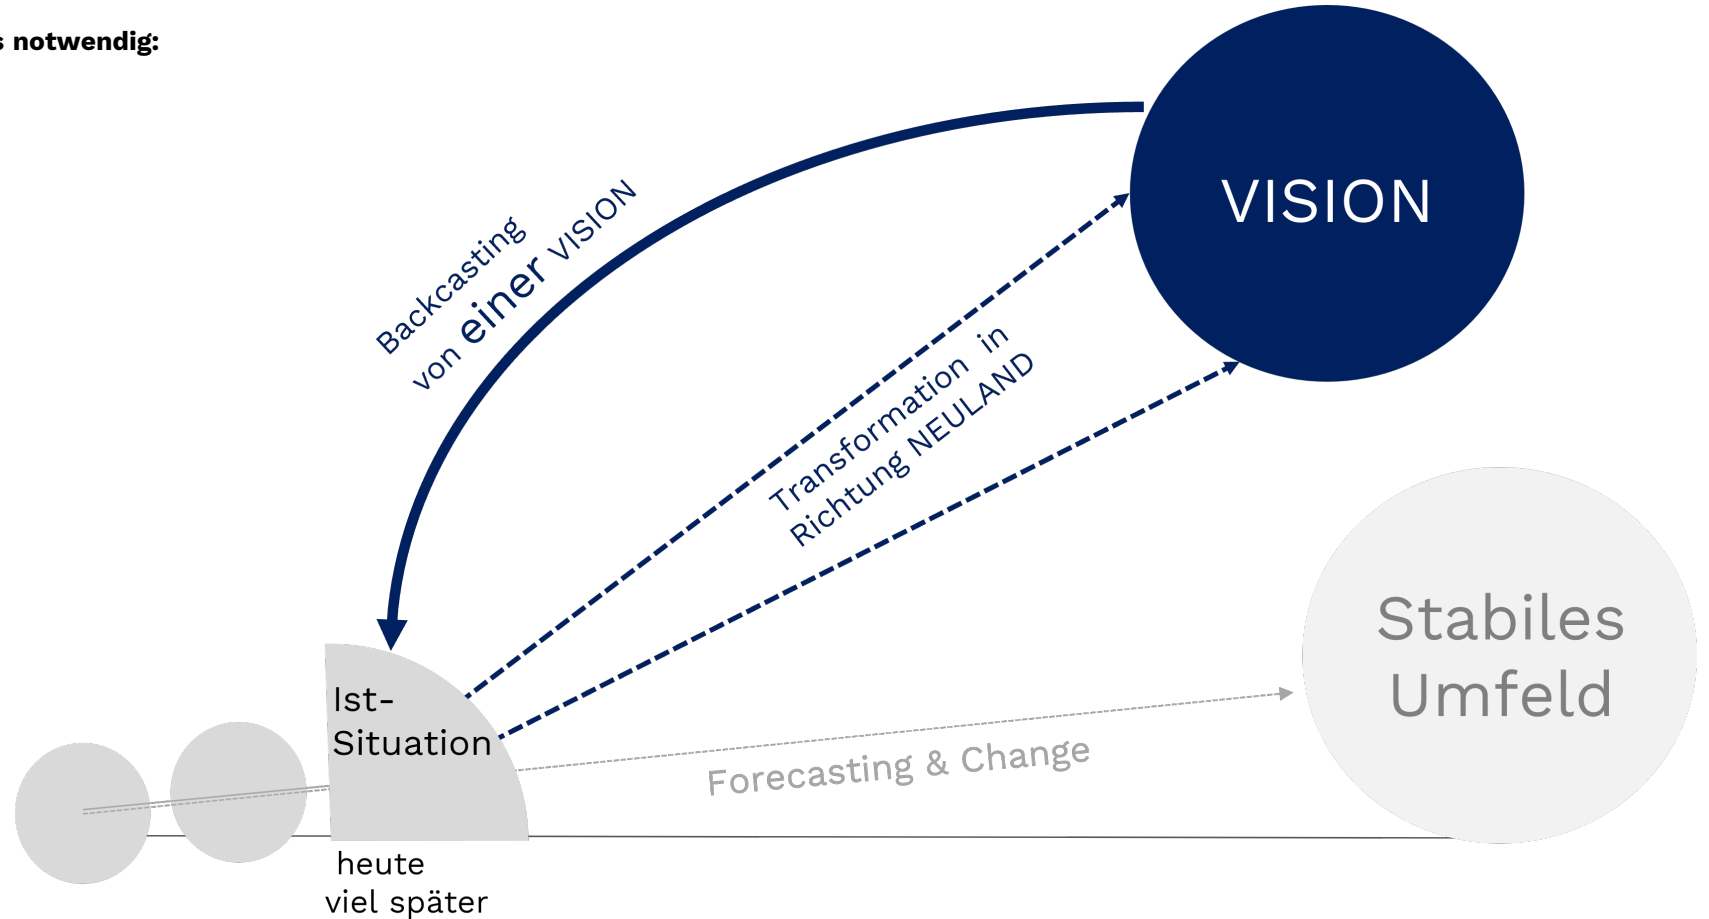 s notwendig:
VISION
Backcasting
von einer VISION
Transformation in
Richtung NEULAND
Stabiles
Umfeld
Ist-
Situation
Forecasting & Change
heute
viel später